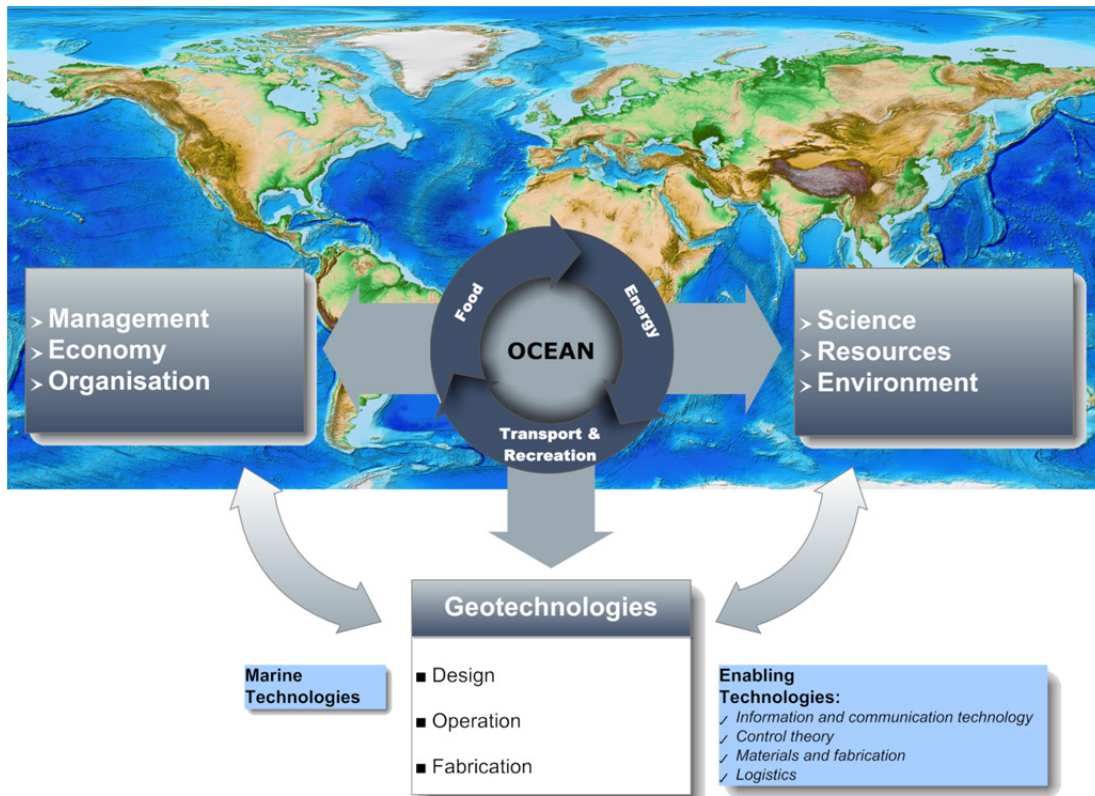 Food
Energy
OCEAN
Transport &
Recreation
Management
Economy
Organisation
Science
Resources
Environment
Geotechnologies
Design
Operation
Fabrication
Marine
Technologies
Enabling
Technologies:
Information and communication technology
Control theory
Materials and fabrication
Logistics